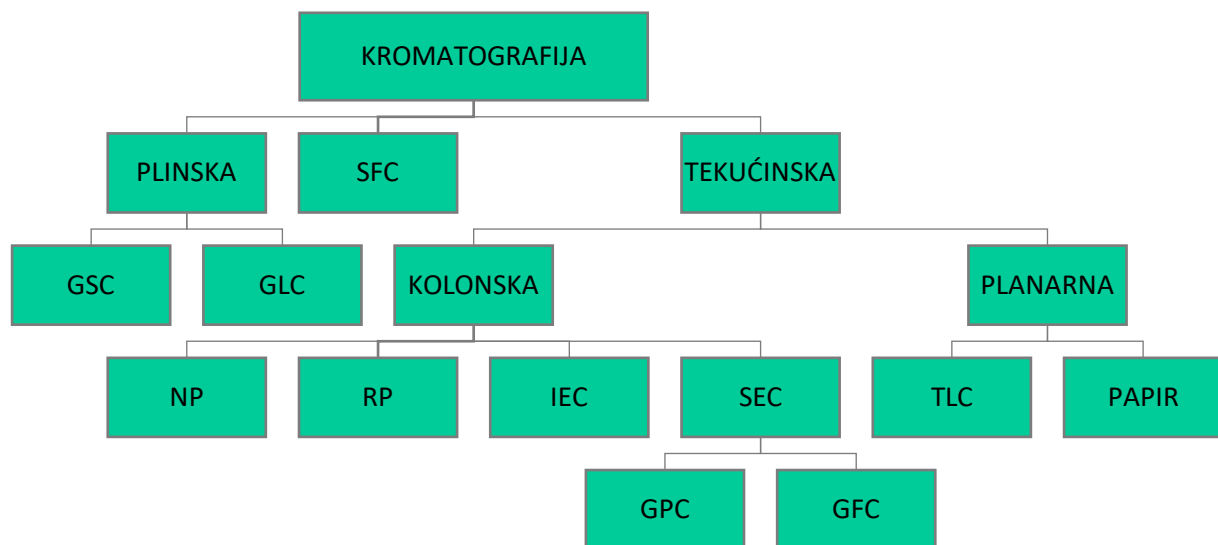 KROMATOGRAFIJA
PLINSKA
SFC
TEKUĆINSKA
GSC
GLC
KOLONSKA
PLANARNA
NP
RP
IEC
SEC
TLC
PAPIR
GPC
GFC